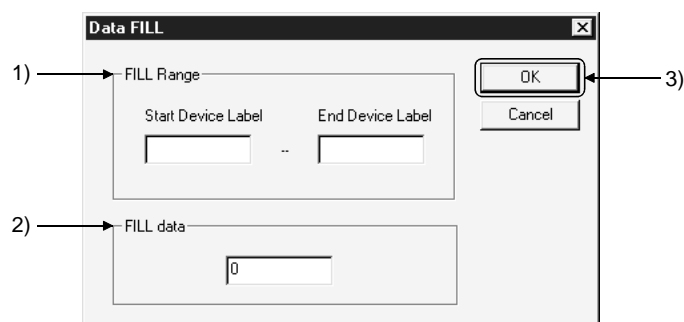 Data FILL
1) FILL Range OK 3)
Start Device Label End Device Label Cancel
--
2) FILL data
0